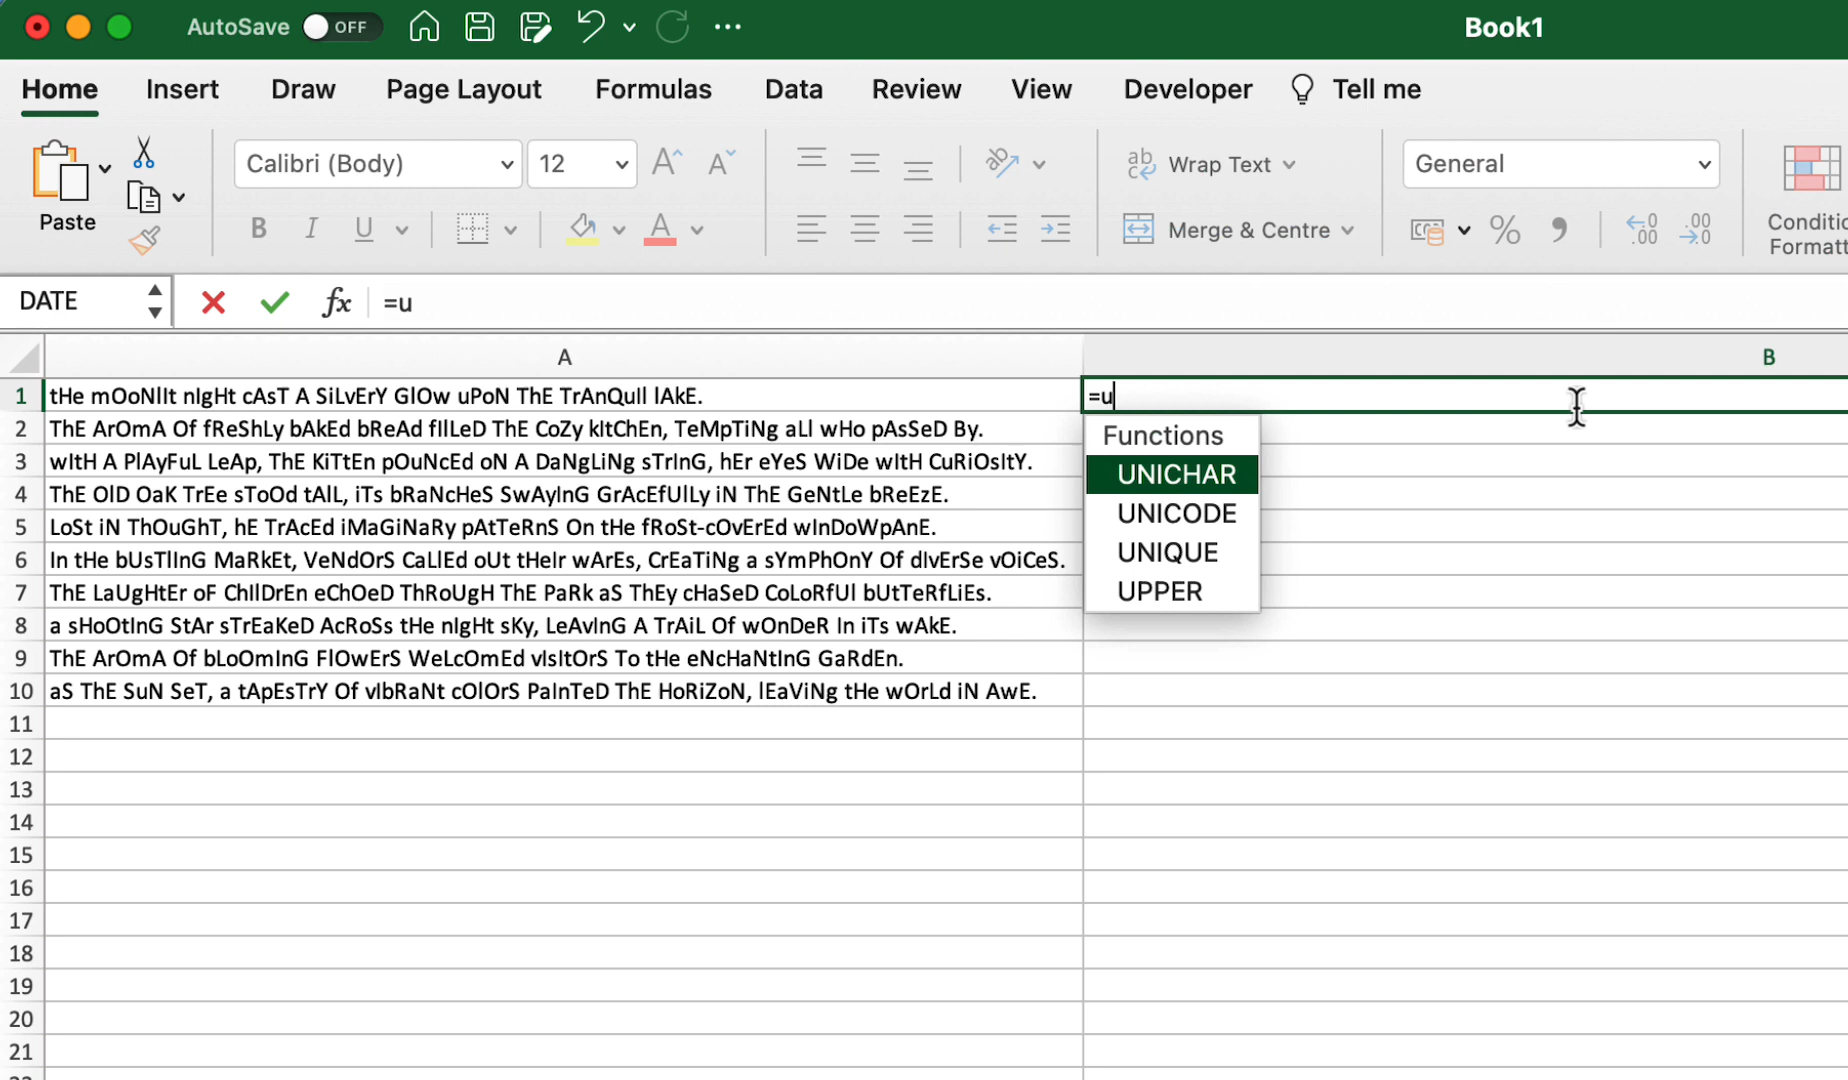 AutoSave OFF Book1
Home Insert Draw Page Layout Formulas Data Review View Developer Tell me
Calibri (Body) 12 A A ab c Wrap Text General
Paste B I U A Merge & Centre % .00 .0 .00 .0
Conditic
Formatt
DATE fx =u
A B
1 tHe mOoNlIt nIgHt cAsT A SiLvErY GlOw uPoN ThE TrAnQuIl lAkE. =u
Functions
2 ThE ArOmA Of fReShLy bAkEd bReAd fIlLeD ThE CoZy kItChEn, TeMpTiNg aLl wHo pAsSeD By.
UNICHAR
3 wItH A PlAyFuL LeAp, ThE KiTtEn pOuNcEd oN A DaNgLiNg sTrInG, hEr eYeS WiDe wItH CuRiOsItY.
4 ThE OlD OaK TrEe sToOd tAlL, iTs bRaNcHeS SwAyInG GrAcEfUlLy iN ThE GeNtLe bReEzE.
UNICODE
5 LoSt iN ThOuGhT, hE TrAcEd iMaGiNaRy pAtTeRnS On tHe fRoSt-cOvErEd wInDoWpAnE.
UNIQUE
6 In tHe bUsTlInG MaRkEt, VeNdOrS CaLlEd oUt tHeIr wArEs, CrEaTiNg a sYmPhOnY Of dIvErSe vOiCeS.
UPPER
7 ThE LaUgHtEr oF ChIlDrEn eChOeD ThRoUgH ThE PaRk aS ThEy cHaSeD CoLoRfUl bUtTeRfLiEs.
8 a sHoOtInG StAr sTrEaKeD AcRoSs tHe nIgHt sKy, LeAvInG A TrAiL Of wOnDeR In iTs wAkE.
9 ThE ArOmA Of bLoOmInG FlOwErS WeLcOmEd vIsItOrS To tHe eNcHaNtInG GaRdEn.
10 aS ThE SuN SeT, a tApEsTrY Of vIbRaNt cOlOrS PaInTeD ThE HoRiZoN, lEaViNg tHe wOrLd iN AwE.
11
12
13
14
15
16
17
18
19
20
21